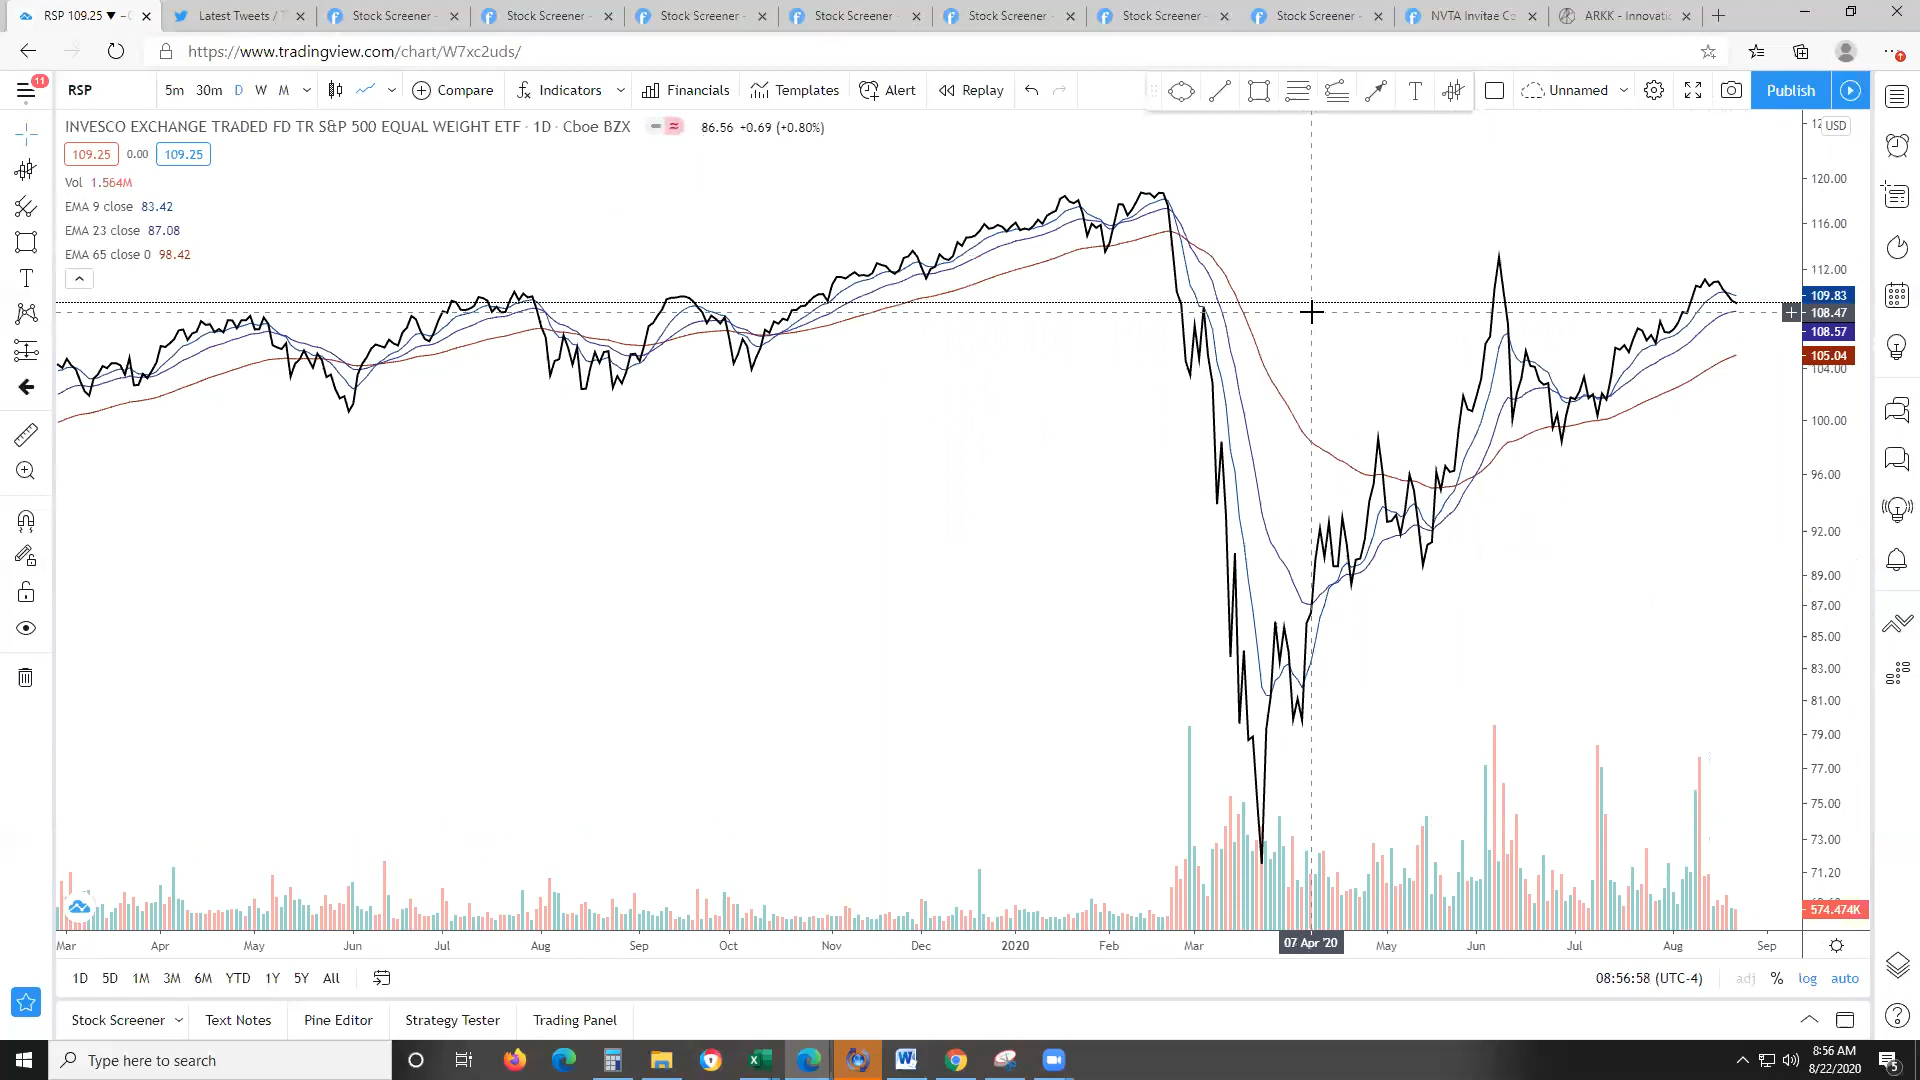 RSP 109.25 ▼
Latest Tweets / T
Stock Screener -
Stock Screener -
Stock Screener -
Stock Screener -
Stock Screener -
Stock Screener -
Stock Screener -
NVTA Invitae Co
ARKK - Innovati
https://www.tradingview.com/chart/W7xc2uds/
11
RSP
5m 30m D W M
Compare
Indicators
Financials
Templates
Alert
Replay
T
Unnamed
Publish
INVESCO EXCHANGE TRADED FD TR S&P 500 EQUAL WEIGHT ETF · 1D · Cboe BZX
86.56 +0.69 (+0.80%)
USD
109.25 0.00 109.25
Vol 1.564M
EMA 9 close 83.42
EMA 23 close 87.08
EMA 65 close 0 98.42
120.00
116.00
112.00
109.83
108.47
108.57
105.04
104.00
100.00
96.00
92.00
89.00
87.00
85.00
83.00
81.00
79.00
77.00
75.00
73.00
71.20
574.474K
Mar Apr May Jun Jul Aug Sep Oct Nov Dec 2020 Feb Mar 07 Apr '20 May Jun Jul Aug Sep
1D 5D 1M 3M 6M YTD 1Y 5Y All
08:56:58 (UTC-4)
adj % log auto
Stock Screener
Text Notes
Pine Editor
Strategy Tester
Trading Panel
Type here to search
8:56 AM
8/22/2020
5